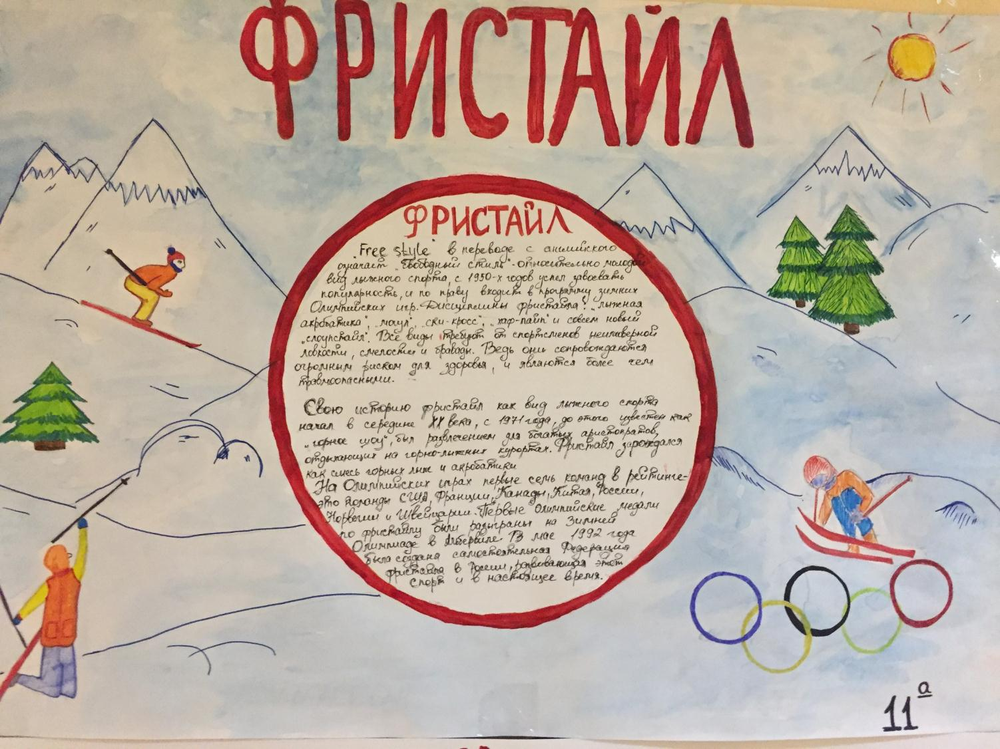 ФРИСТАЙЛ
ФРИСТАЙЛ
„Free style" в переводе с английского
означает „Свободный стиль"-относительно молодой
вид лыжного спорта, с 1950-х годов успел завоевать
популярность, и по праву входит в программу зимних
Олимпийских игр. Дисциплины фристайла: „лыжная
акробатика", „могул", „ски-кросс", „хаф-пайп" и совсем новый
„слоупстайл". Все виды требуют от спортсменов неимоверной
ловкости, смелости и бравады. Ведь они сопровождаются
огромным риском для здоровья, и являются более чем
травмоопасными.
Свою историю фристайл как вид лыжного спорта
начал в середине XX века, с 1971 года, до этого известен как
„горное шоу", был развлечением для богатых аристократов,
отдыхающих на горно-лыжных курортах. Фристайл зарождался
как смесь горных лыж и акробатики
На Олимпийских играх первые семь команд в рейтинге-
это команды США, Франции, Канады, Китая, России,
Норвегии и Швейцарии. Первые олимпийские медали
по фристайлу были разыграны на Зимней
Олимпиаде в Альбервиле. В мае 1992 года
была создана самостоятельная Федерация
фристайла в России, развивающая этот
спорт и в настоящее время.
11а